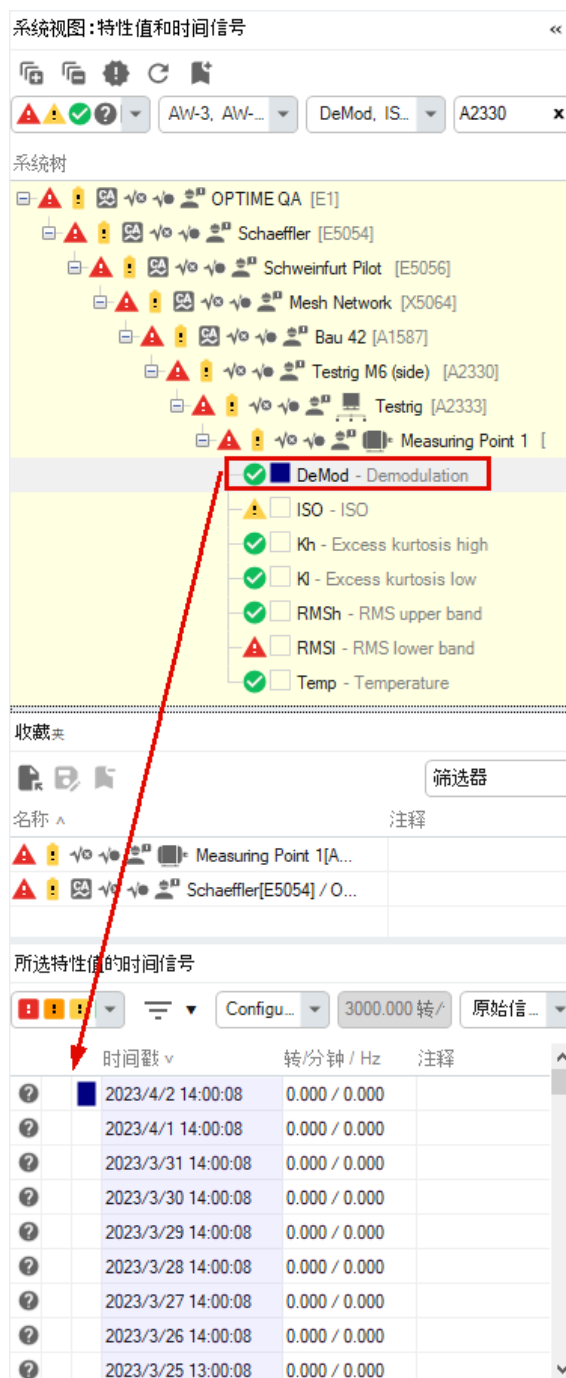 系统视图:特性值和时间信号 «
AW-3, AW-... DeMod, IS... A2330 x
系统树
OPTIME QA [E1]
Schaeffler [E5054]
Schweinfurt Pilot [E5056]
Mesh Network [X5064]
Bau 42 [A1587]
Testrig M6 (side) [A2330]
Testrig [A2333]
Measuring Point 1 [
DeMod - Demodulation
ISO - ISO
Kh - Excess kurtosis high
Kl - Excess kurtosis low
RMSh - RMS upper band
RMSl - RMS lower band
Temp - Temperature
收藏夹
筛选器
名称 注释
Measuring Point 1[A...
Schaeffler[E5054] / O...
所选特性值的时间信号
Configu... 3000.000 转/ 原始信...
时间戳 转/分钟 / Hz 注释
2023/4/2 14:00:08 0.000 / 0.000
2023/4/1 14:00:08 0.000 / 0.000
2023/3/31 14:00:08 0.000 / 0.000
2023/3/30 14:00:08 0.000 / 0.000
2023/3/29 14:00:08 0.000 / 0.000
2023/3/28 14:00:08 0.000 / 0.000
2023/3/27 14:00:08 0.000 / 0.000
2023/3/26 14:00:08 0.000 / 0.000
2023/3/25 13:00:08 0.000 / 0.000